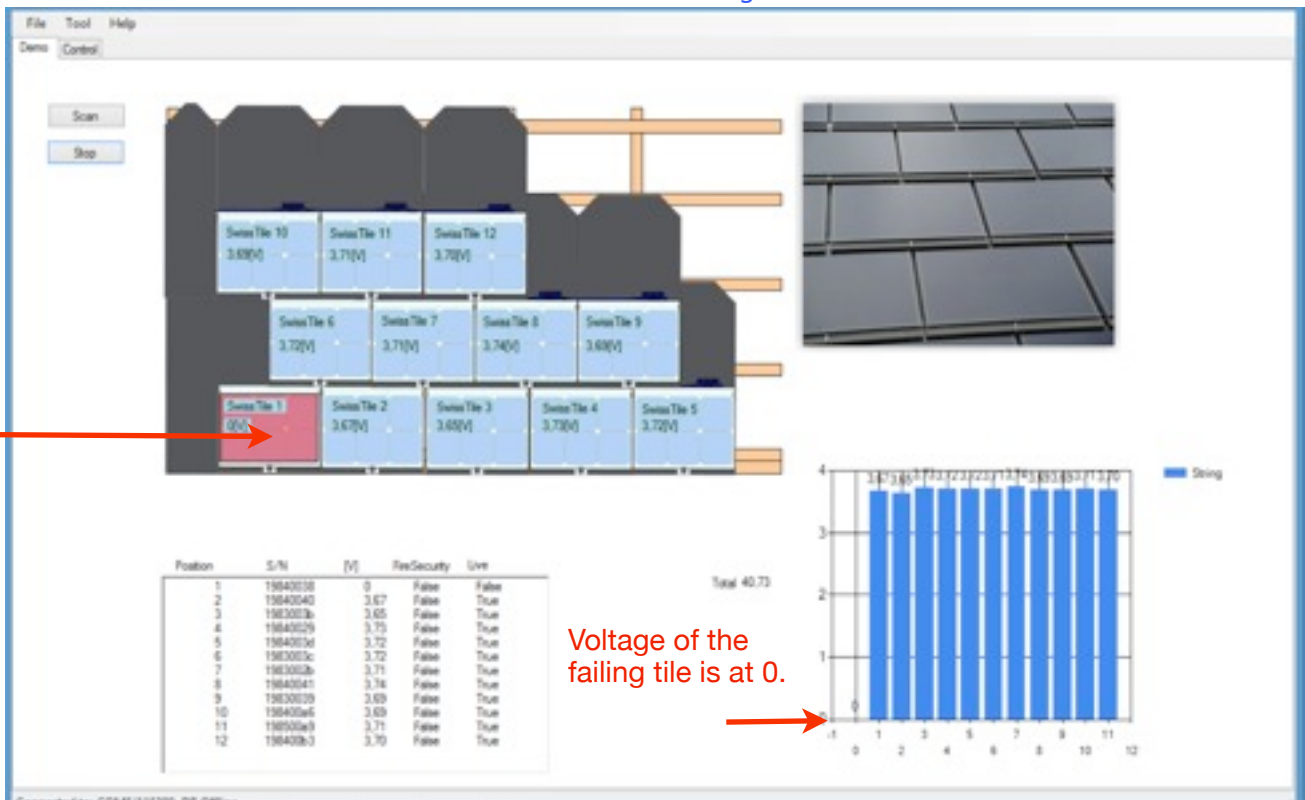 File Tool Help
Demo Control
Scan
Stop
SwissTile 10
3,69[V]
SwissTile 11
3,71[V]
SwissTile 12
3,70[V]
SwissTile 6
3,72[V]
SwissTile 7
3,71[V]
SwissTile 8
3,74[V]
SwissTile 9
3,69[V]
SwissTile 1
0[V]
SwissTile 2
3,67[V]
SwissTile 3
3,65[V]
SwissTile 4
3,73[V]
SwissTile 5
3,72[V]
String
4
3
2
1
0
0
-1 1 3 5 7 9 11
0 2 4 6 8 10 12
Total 40.73
Position S/N [V] FireSecurity Live
1 19840038 0 False False
2 19840040 3,67 False True
3 1983003b 3,65 False True
4 19840029 3,73 False True
5 1984003d 3,72 False True
6 1983003c 3,72 False True
7 1983002b 3,71 False True
8 19840041 3,74 False True
9 19830039 3,69 False True
10 198400a6 3,69 False True
11 198500a9 3,71 False True
12 198400b3 3,70 False True
Voltage of the
failing tile is at 0.